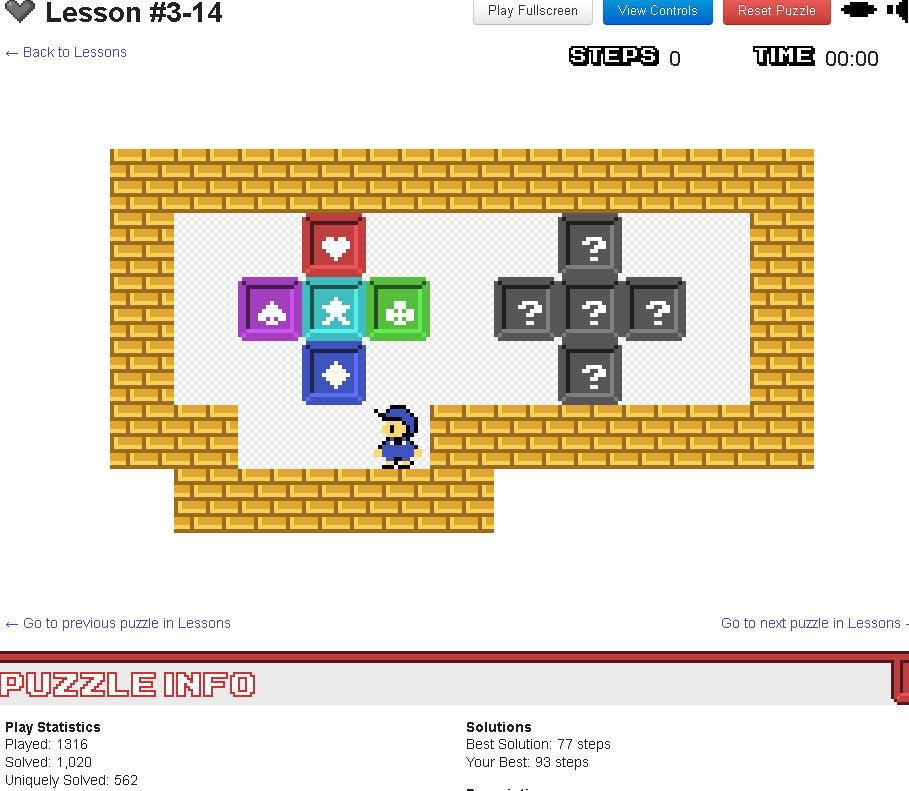 Lesson #3-14
Play Fullscreen
View Controls
Reset Puzzle
← Back to Lessons
STEPS 0
TIME 00:00
?
? ? ?
?
← Go to previous puzzle in Lessons
Go to next puzzle in Lessons
PUZZLE INFO
Play Statistics
Played: 1316
Solved: 1,020
Uniquely Solved: 562
Solutions
Best Solution: 77 steps
Your Best: 93 steps